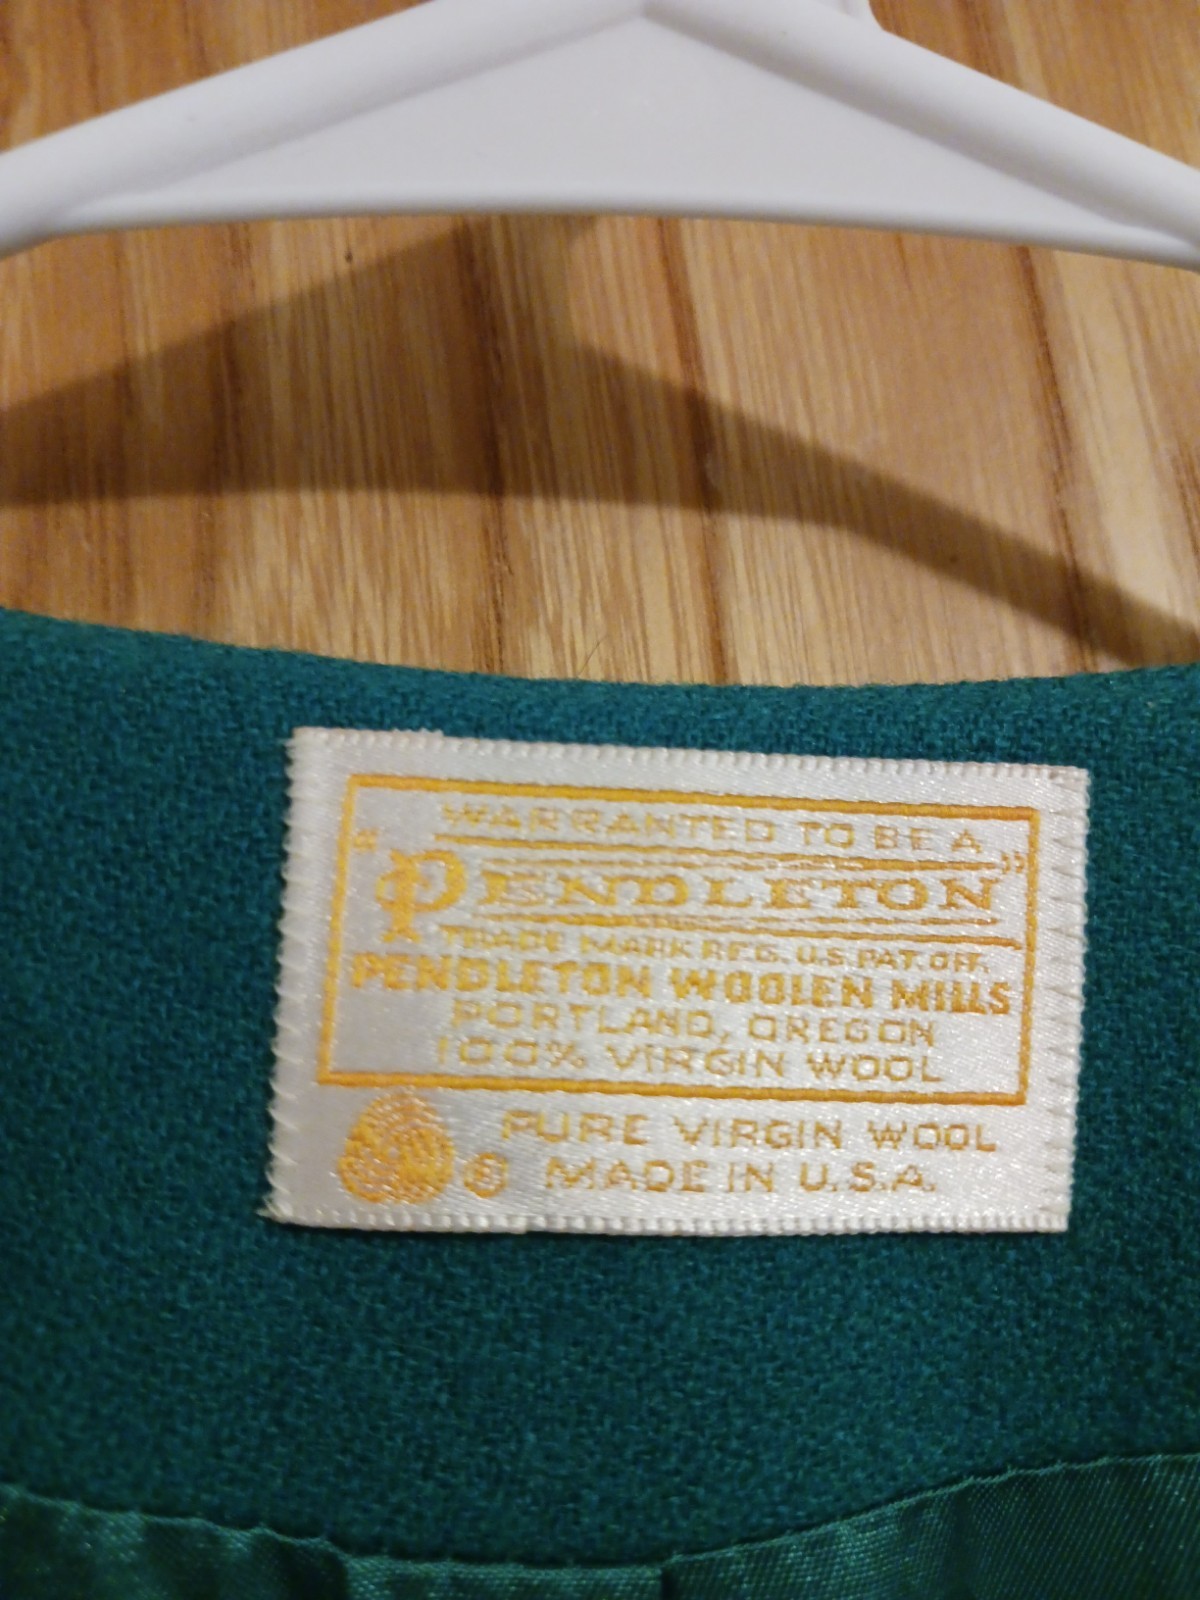 WARRANTED TO BE A
"PENDLETON"
TRADE MARK REG. U.S. PAT. OFF.
PENDLETON WOOLEN MILLS
PORTLAND, OREGON
100% VIRGIN WOOL
® PURE VIRGIN WOOL
MADE IN U.S.A.